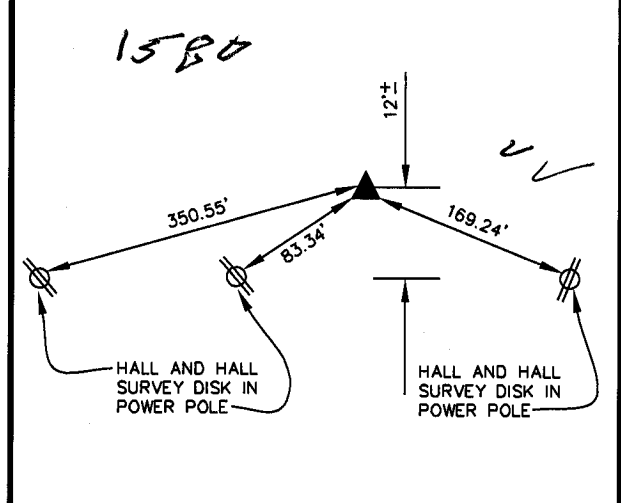 1580
12'±
350.55'
83.34'
169.24'
HALL AND HALL
SURVEY DISK IN
POWER POLE
HALL AND HALL
SURVEY DISK IN
POWER POLE